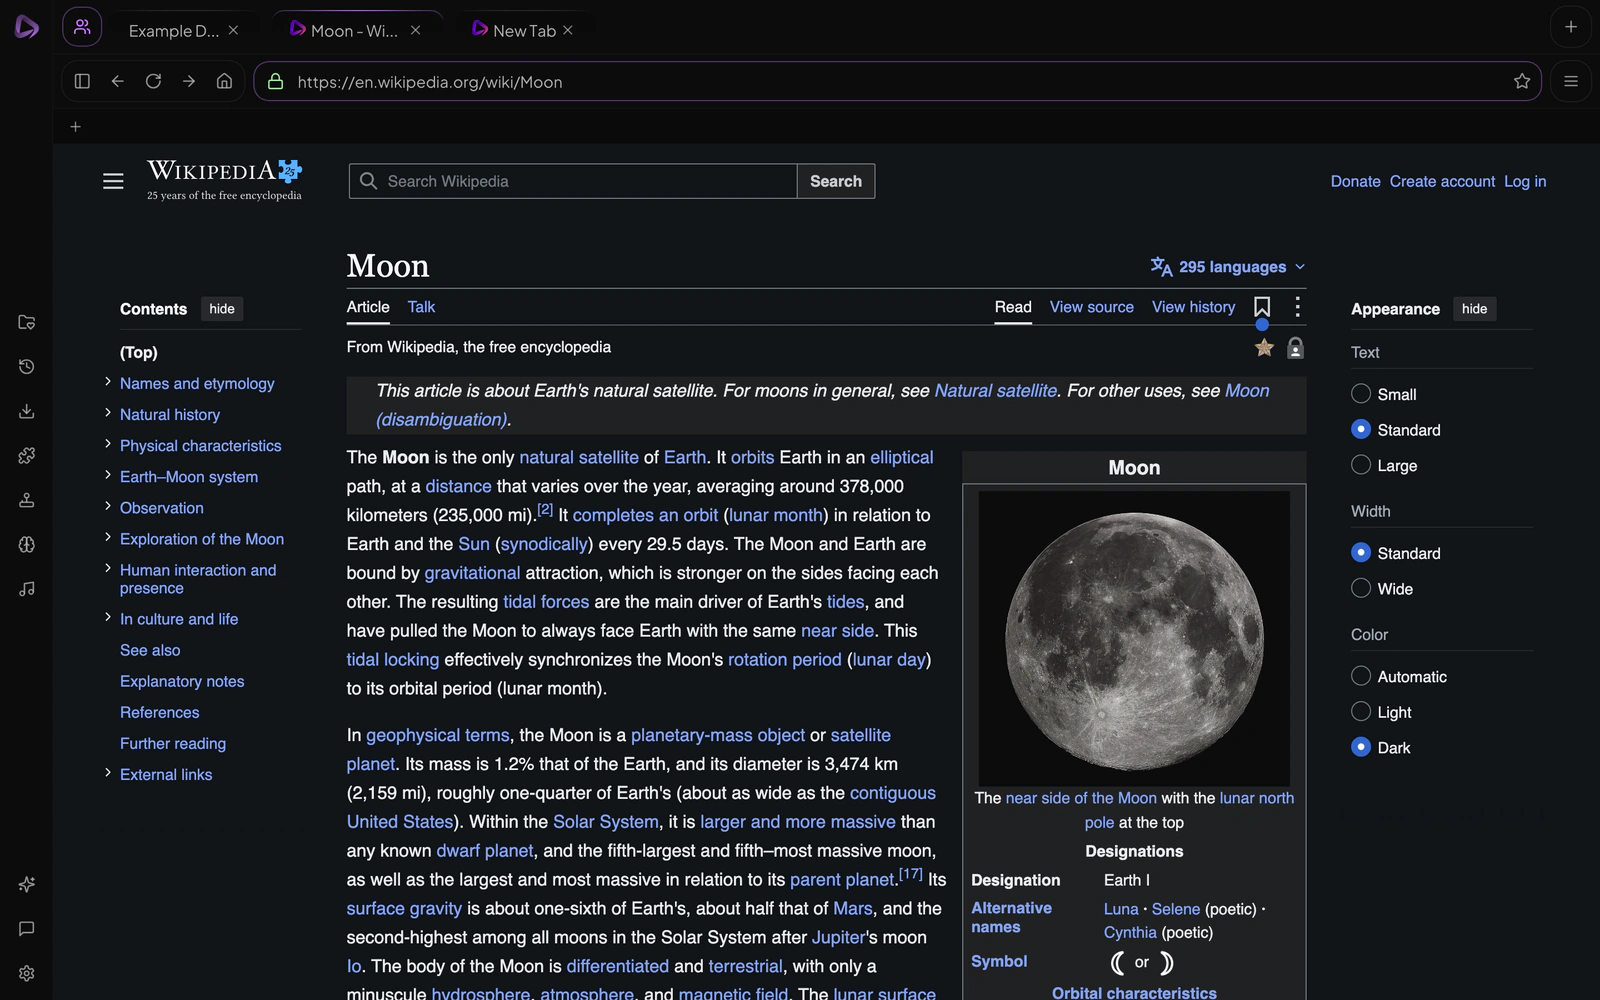 Example D...
Moon - Wi...
New Tab
https://en.wikipedia.org/wiki/Moon
WIKIPEDIA 25
25 years of the free encyclopedia
Search Wikipedia
Search
Donate Create account Log in
Moon
295 languages
Contents hide
(Top)
Names and etymology
Natural history
Physical characteristics
Earth–Moon system
Observation
Exploration of the Moon
Human interaction and
presence
In culture and life
See also
Explanatory notes
References
Further reading
External links
Article Talk
Read View source View history
From Wikipedia, the free encyclopedia
This article is about Earth's natural satellite. For moons in general, see Natural satellite. For other uses, see Moon
(disambiguation).
The Moon is the only natural satellite of Earth. It orbits Earth in an elliptical
path, at a distance that varies over the year, averaging around 378,000
kilometers (235,000 mi).[2] It completes an orbit (lunar month) in relation to
Earth and the Sun (synodically) every 29.5 days. The Moon and Earth are
bound by gravitational attraction, which is stronger on the sides facing each
other. The resulting tidal forces are the main driver of Earth's tides, and
have pulled the Moon to always face Earth with the same near side. This
tidal locking effectively synchronizes the Moon's rotation period (lunar day)
to its orbital period (lunar month).
In geophysical terms, the Moon is a planetary-mass object or satellite
planet. Its mass is 1.2% that of the Earth, and its diameter is 3,474 km
(2,159 mi), roughly one-quarter of Earth's (about as wide as the contiguous
United States). Within the Solar System, it is larger and more massive than
any known dwarf planet, and the fifth-largest and fifth–most massive moon,
as well as the largest and most massive in relation to its parent planet.[17] Its
surface gravity is about one-sixth of Earth's, about half that of Mars, and the
second-highest among all moons in the Solar System after Jupiter's moon
Io. The body of the Moon is differentiated and terrestrial, with only a
minuscule hydrosphere, atmosphere, and magnetic field. The lunar surface
Moon
The near side of the Moon with the lunar north
pole at the top
Designations
Designation Earth I
Alternative names Luna · Selene (poetic) ·
Cynthia (poetic)
Symbol ☾ or ☽
Orbital characteristics
Appearance hide
Text
Small
Standard
Large
Width
Standard
Wide
Color
Automatic
Light
Dark